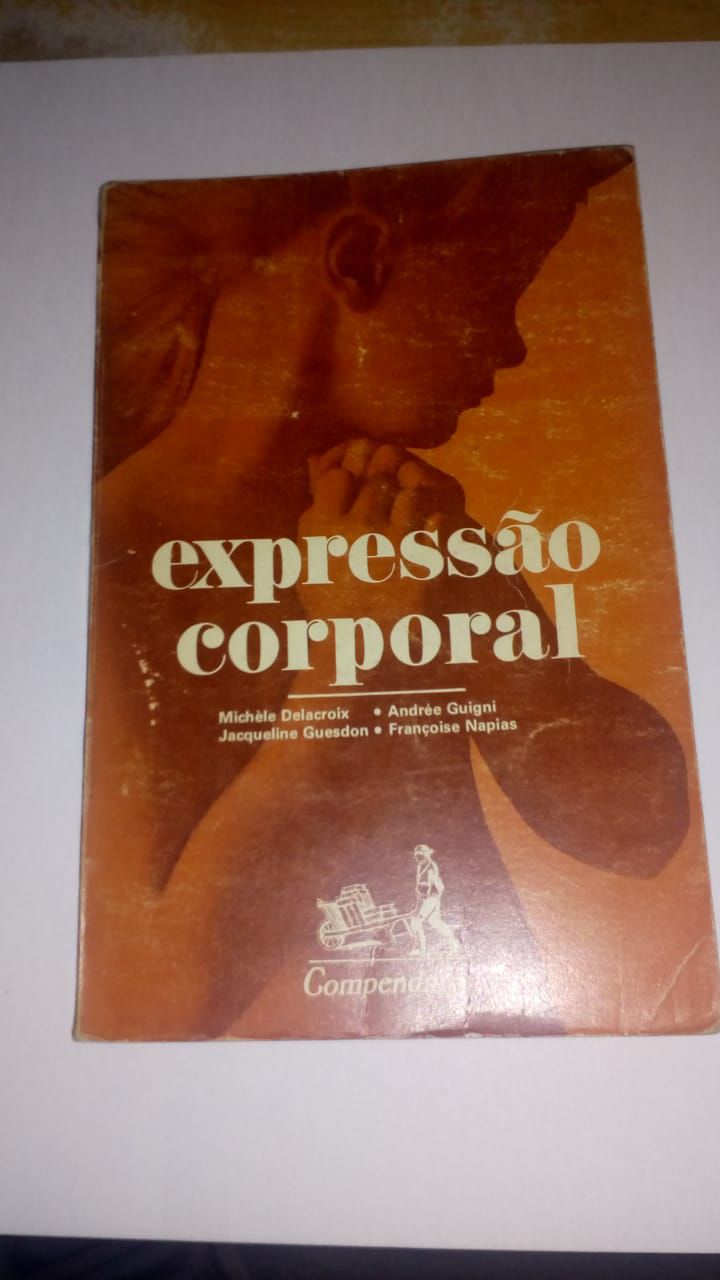 expressão
corporal
Michèle Delacroix • Andrée Guigni
Jacqueline Guesdon • Françoise Napias